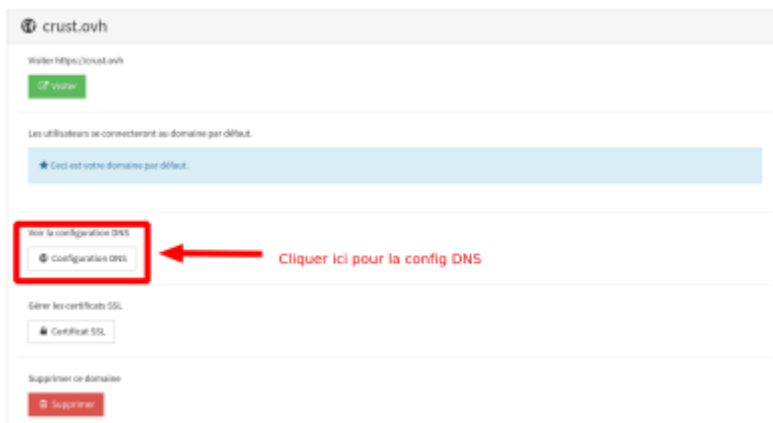 crust.ovh
Visiter https://crust.ovh
Visiter
Les utilisateurs se connecteront au domaine par défaut.
Ceci est votre domaine par défaut.
Voir la configuration DNS
Configuration DNS
Cliquer ici pour la config DNS
Gérer les certificats SSL
Certificat SSL
Supprimer ce domaine
Supprimer